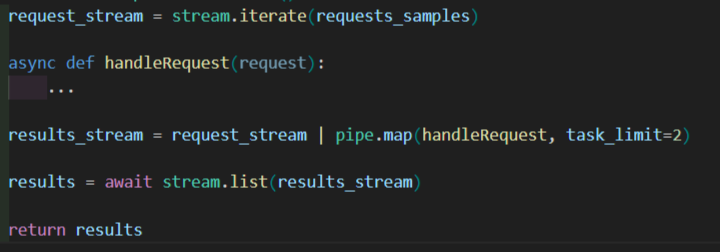 request_stream = stream.iterate(requests_samples)
async def handleRequest(request):
    ...
results_stream = request_stream | pipe.map(handleRequest, task_limit=2)
results = await stream.list(results_stream)
return results